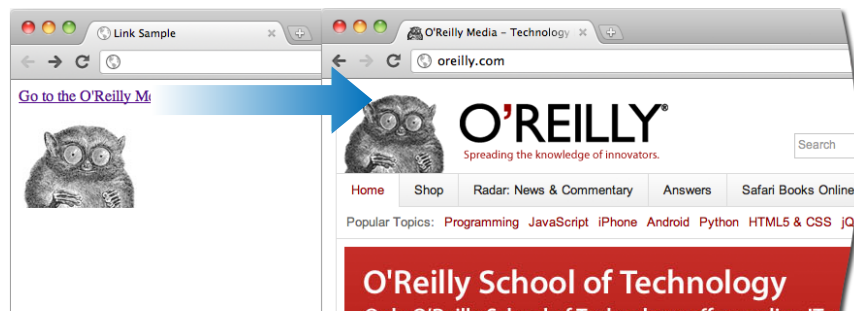 Link Sample
Go to the O'Reilly
O'Reilly Media – Technology
oreilly.com
O'REILLY®
Spreading the knowledge of innovators.
Search
Home Shop Radar: News & Commentary Answers Safari Books Online
Popular Topics: Programming JavaScript iPhone Android Python HTML5 & CSS
O'Reilly School of Technology